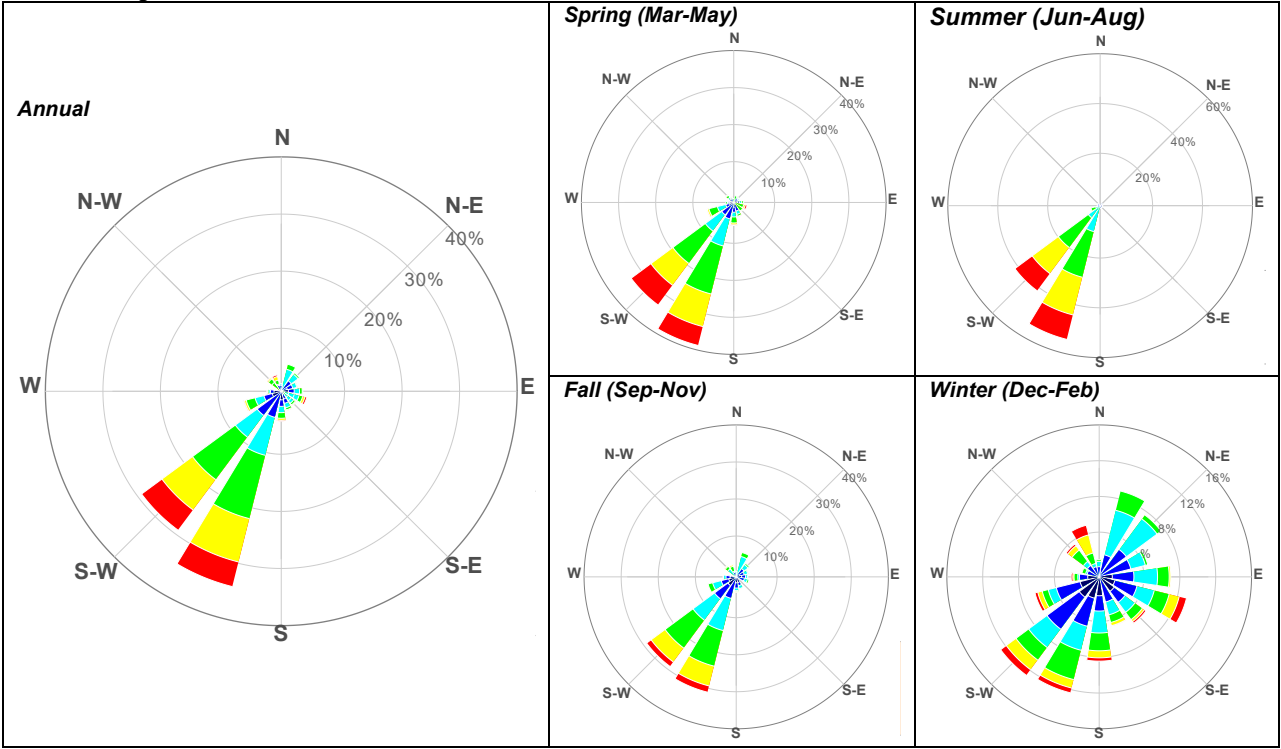 Annual
N
N-W
N-E
40%
30%
20%
10%
W
E
S-W
S-E
S
Spring (Mar-May)
N
N-W
N-E
40%
30%
20%
10%
W
E
S-W
S-E
S
Summer (Jun-Aug)
N
N-W
N-E
60%
40%
20%
W
E
S-W
S-E
S
Fall (Sep-Nov)
N
N-W
N-E
40%
30%
20%
10%
W
E
S-W
S-E
S
Winter (Dec-Feb)
N
N-W
N-E
16%
12%
8%
W
E
S-W
S-E
S